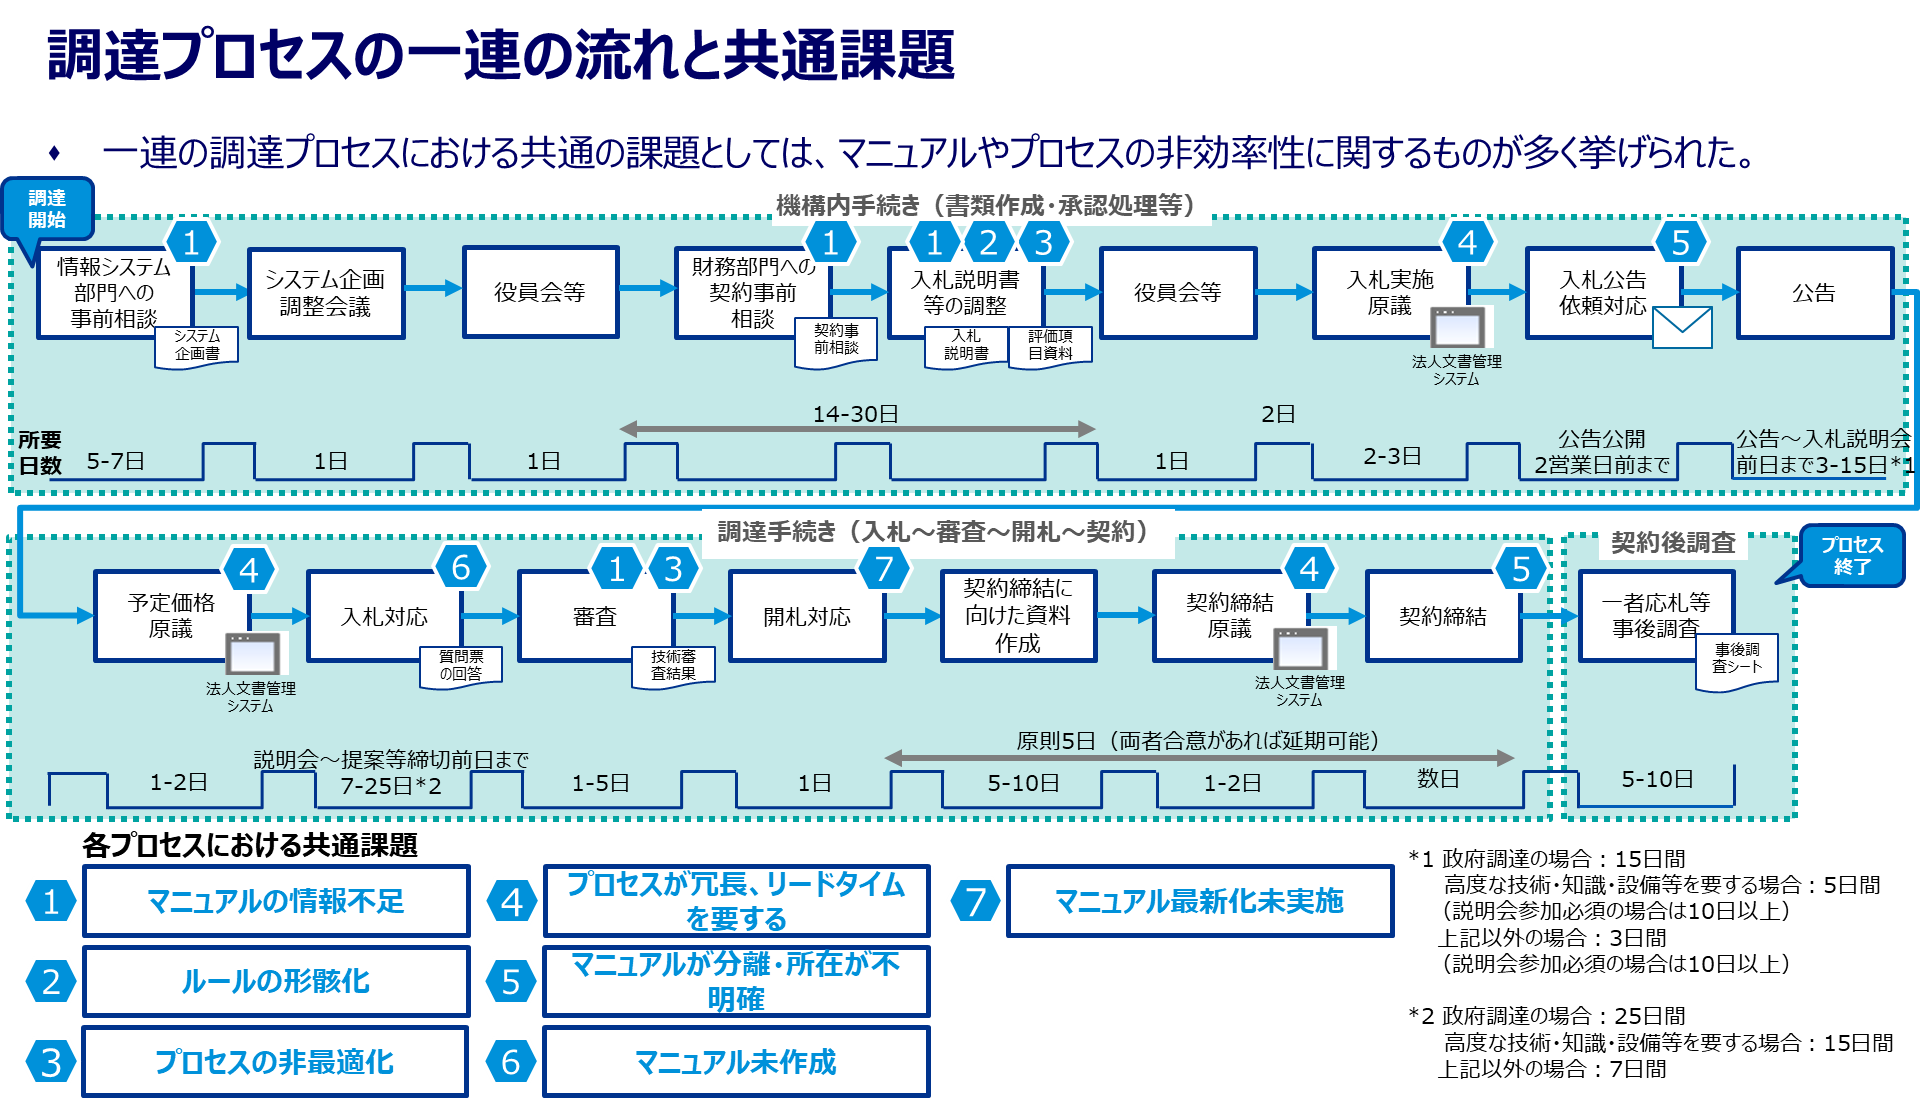 調達プロセスの一連の流れと共通課題
♦ 一連の調達プロセスにおける共通の課題としては、マニュアルやプロセスの非効率性に関するものが多く挙げられた。
調達
開始
機構内手続き（書類作成・承認処理等）
1
情報システム
部門への
事前相談
システム
企画書
システム企画
調整会議
役員会等
1
財務部門への
契約事前
相談
契約事
前相談
1 2 3
入札説明書
等の調整
入札
説明書
評価項
目資料
役員会等
4
入札実施
原議
法人文書管理
システム
5
入札公告
依頼対応
公告
所要
日数
5-7日
1日
1日
14-30日
1日
2日
2-3日
公告公開
2営業日前まで
公告～入札説明会
前日まで3-15日*1
調達手続き（入札～審査～開札～契約）
4
予定価格
原議
法人文書管理
システム
6
入札対応
質問票
の回答
1 3
審査
技術審
査結果
7
開札対応
契約締結に
向けた資料
作成
4
契約締結
原議
法人文書管理
システム
5
契約締結
契約後調査
一者応札等
事後調査
事後調
査シート
プロセス
終了
1-2日
説明会～提案等締切前日まで
7-25日*2
1-5日
1日
原則5日（両者合意があれば延期可能）
5-10日
1-2日
数日
5-10日
各プロセスにおける共通課題
1 マニュアルの情報不足
2 ルールの形骸化
3 プロセスの非最適化
4 プロセスが冗長、リードタイム
を要する
5 マニュアルが分離・所在が不
明確
6 マニュアル未作成
7 マニュアル最新化未実施
*1 政府調達の場合：15日間
高度な技術・知識・設備等を要する場合：5日間
（説明会参加必須の場合は10日以上）
上記以外の場合：3日間
（説明会参加必須の場合は10日以上）
*2 政府調達の場合：25日間
高度な技術・知識・設備等を要する場合：15日間
上記以外の場合：7日間